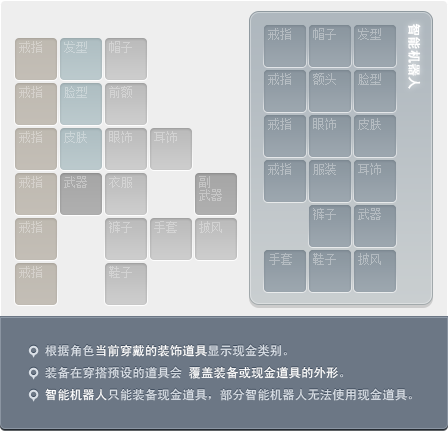 戒指 发型 帽子
戒指 脸型 前额
戒指 皮肤 眼饰 耳饰
戒指 武器 衣服 副武器
戒指 裤子 手套 披风
戒指 鞋子
智能机器人
戒指 帽子 发型
戒指 额头 脸型
戒指 眼饰 皮肤
戒指 服装 耳饰
裤子 武器
手套 鞋子 披风
根据角色当前穿戴的装饰道具显示现金类别。
装备在穿搭预设的道具会 覆盖装备或现金道具的外形。
智能机器人只能装备现金道具，部分智能机器人无法使用现金道具。